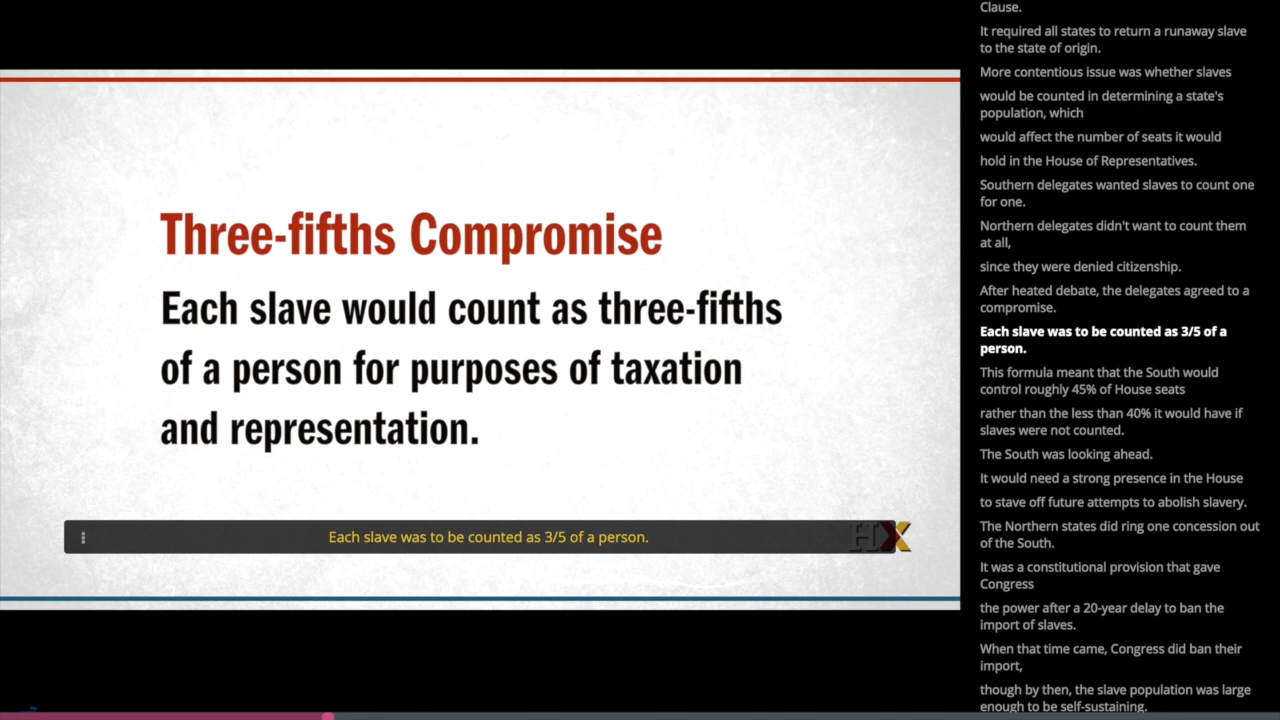 Three-fifths Compromise
Each slave would count as three-fifths
of a person for purposes of taxation
and representation.
Each slave was to be counted as 3/5 of a person.
HX
Clause.
It required all states to return a runaway slave
to the state of origin.
More contentious issue was whether slaves
would be counted in determining a state's
population, which
would affect the number of seats it would
hold in the House of Representatives.
Southern delegates wanted slaves to count one
for one.
Northern delegates didn't want to count them
at all,
since they were denied citizenship.
After heated debate, the delegates agreed to a
compromise.
Each slave was to be counted as 3/5 of a
person.
This formula meant that the South would
control roughly 45% of House seats
rather than the less than 40% it would have if
slaves were not counted.
The South was looking ahead.
It would need a strong presence in the House
to stave off future attempts to abolish slavery.
The Northern states did ring one concession out
of the South.
It was a constitutional provision that gave
Congress
the power after a 20-year delay to ban the
import of slaves.
When that time came, Congress did ban their
import,
though by then, the slave population was large
enough to be self-sustaining.